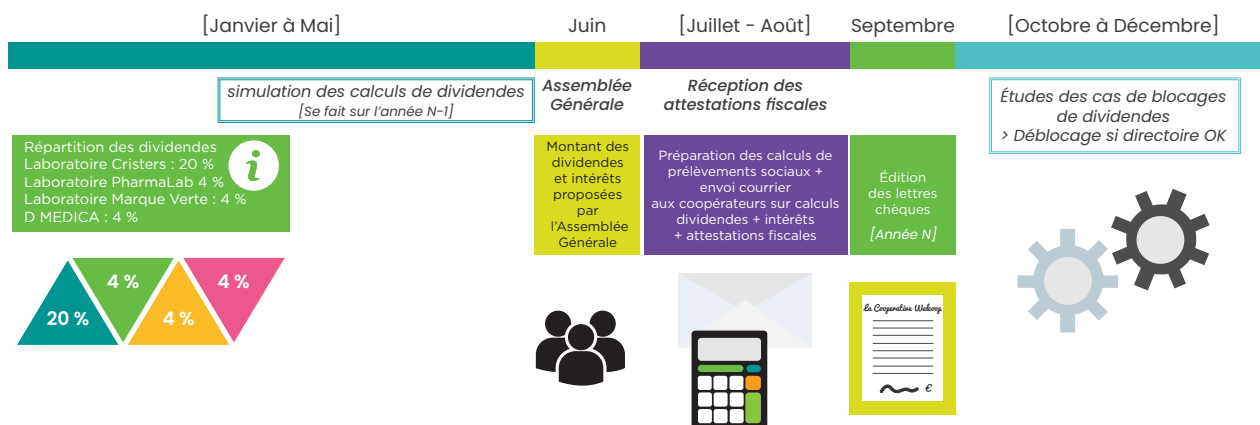 [Janvier à Mai]
Juin
[Juillet - Août]
Septembre
[Octobre à Décembre]
simulation des calculs de dividendes
[Se fait sur l'année N-1]
Assemblée
Générale
Réception des
attestations fiscales
Études des cas de blocages
de dividendes
> Déblocage si directoire OK
Répartition des dividendes
Laboratoire Cristers : 20 %
Laboratoire PharmaLab 4 %
Laboratoire Marque Verte : 4 %
D MEDICA : 4 %
i
Montant des
dividendes
et intérêts
proposées
par
l'Assemblée
Générale
Préparation des calculs de
prélèvements sociaux +
envoi courrier
aux coopérateurs sur calculs
dividendes + intérêts
+ attestations fiscales
Édition
des lettres
chèques
[Année N]
20 %
4 %
4 %
4 %
La Cooperative Welcoop
€